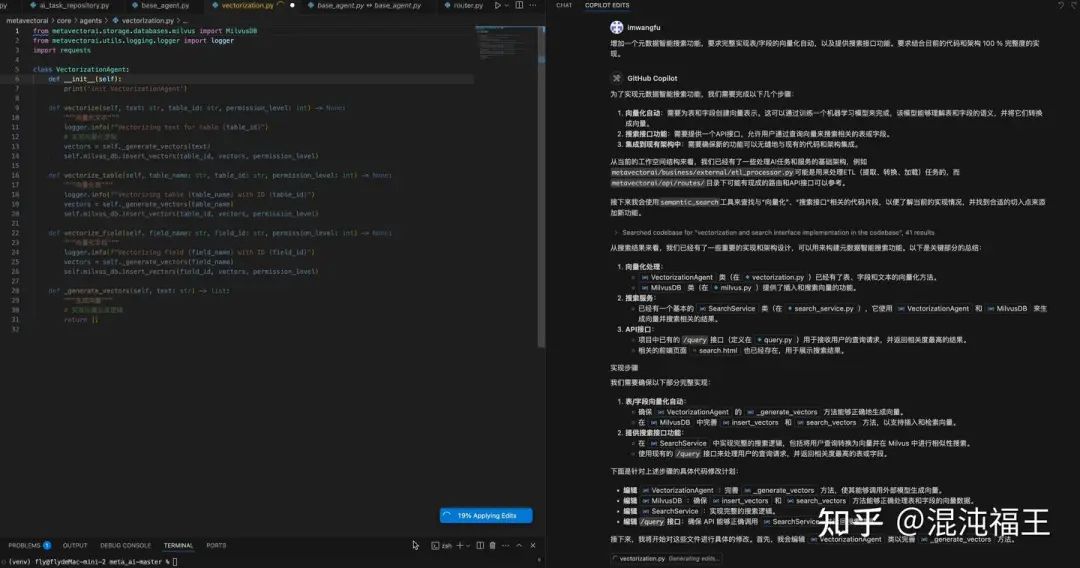 py
ai_task_repository.py
base_agent.py
vectorization.py
base_agent.py ↔ base_agent.py
router.py
CHAT
COPILOT EDITS
metavectorai > core > agents > vectorization.py > ...
1 from metavectorai.storage.databases.milvus import MilvusDB
2 from metavectorai.utils.logging.logger import logger
3 import requests
4
5 class VectorizationAgent:
6 def __init__(self):
7 print('init VectorizationAgent')
8
9 def vectorize(self, text: str, table_id: str, permission_level: int) -> None:
10 """向量化文本"""
11 logger.info(f"Vectorizing text for table {table_id}")
12 # 实现向量化逻辑
13 vectors = self._generate_vectors(text)
14 self.milvus_db.insert_vectors(table_id, vectors, permission_level)
15
16 def vectorize_table(self, table_name: str, table_id: str, permission_level: int) -> None:
17 """向量化表"""
18 logger.info(f"Vectorizing table {table_name} with ID {table_id}")
19 vectors = self._generate_vectors(table_name)
20 self.milvus_db.insert_vectors(table_id, vectors, permission_level)
21
22 def vectorize_field(self, field_name: str, field_id: str, permission_level: int) -> None:
23 """向量化字段"""
24 logger.info(f"Vectorizing field {field_name} with ID {field_id}")
25 vectors = self._generate_vectors(field_name)
26 self.milvus_db.insert_vectors(field_id, vectors, permission_level)
27
28 def _generate_vectors(self, text: str) -> list:
29 """生成向量"""
30 # 实现向量生成逻辑
31 return []
32
19% Applying Edits
PROBLEMS 1 OUTPUT DEBUG CONSOLE TERMINAL PORTS
zsh
(venv) fly@flydeMac-mini-2 meta_ai-master %
imwangfu
增加一个元数据智能搜索功能，要求完整实现表/字段的向量化自动、以及提供搜索接口功能。要求结合目前的代码和架构 100 % 完整度的实
现。
GitHub Copilot
为了实现元数据智能搜索功能，我们需要完成以下几个步骤：
1. 向量化自动：需要为表和字段创建向量表示。这可以通过训练一个机器学习模型来完成，该模型能够理解表和字段的语义，并将它们转换
成向量。
2. 搜索接口功能：需要提供一个API接口，允许用户通过查询向量来搜索相关的表或字段。
3. 集成到现有架构中：需要确保新的功能可以无缝地与现有的代码和架构集成。
从当前的工作空间结构来看，我们已经有了一些处理AI任务和服务的基础架构，例如
metavectorai/business/external/etl_processor.py可能是用来处理ETL（提取、转换、加载）任务的，而
metavectorai/api/routes/目录下可能有现成的路由和API接口可以参考。
接下来我会使用semantic_search工具来查找与“向量化”、“搜索接口”相关的代码片段，以便了解当前的实现情况，并找到合适的切入点来添
加新功能。
> Searched codebase for "vectorization and search interface implementation in the codebase", 41 results
从搜索结果来看，我们已经有了一些重要的实现和架构设计，可以用来构建元数据智能搜索功能。以下是关键部分的总结：
1. 向量化处理：
VectorizationAgent 类（在 vectorization.py ）已经有了表、字段和文本的向量化方法。
MilvusDB 类（在 milvus.py ）提供了插入和搜索向量的功能。
2. 搜索服务：
已经有一个基本的 SearchService 类（在 search_service.py ），它使用 VectorizationAgent 和 MilvusDB 来生
成向量并搜索相关的结果。
3. API接口：
项目中已有的 /query 接口（定义在 query.py ）用于接收用户的查询请求，并返回相关度最高的结果。
相关的前端页面 search.html 也已经存在，用于展示搜索结果。
实现步骤
我们需要确保以下部分完整实现：
1. 表/字段向量化自动：
确保 VectorizationAgent 的 _generate_vectors 方法能够正确地生成向量。
在 MilvusDB 中完善 insert_vectors 和 search_vectors 方法，以支持插入和检索向量。
2. 提供搜索接口功能：
在 SearchService 中实现完整的搜索逻辑，包括将用户查询转换为向量并在 Milvus 中进行相似性搜索。
使用现有的 /query 接口来处理用户的查询请求，并返回相关度最高的表或字段。
下面是针对上述步骤的具体代码修改计划：
编辑 VectorizationAgent ：完善 _generate_vectors 方法，使其能够调用外部模型生成向量。
编辑 MilvusDB ：确保 insert_vectors 和 search_vectors 方法能够正确处理表和字段的向量数据。
编辑 SearchService ：实现完整的搜索逻辑。
编辑 /query 接口：确保 API 能够正确调用 SearchService
接下来，我将开始对这些文件进行具体的修改。首先，我会编辑 VectorizationAgent 类以完善 _generate_vectors 方法。
vectorization.py Generating edits...
知乎 @混沌福王